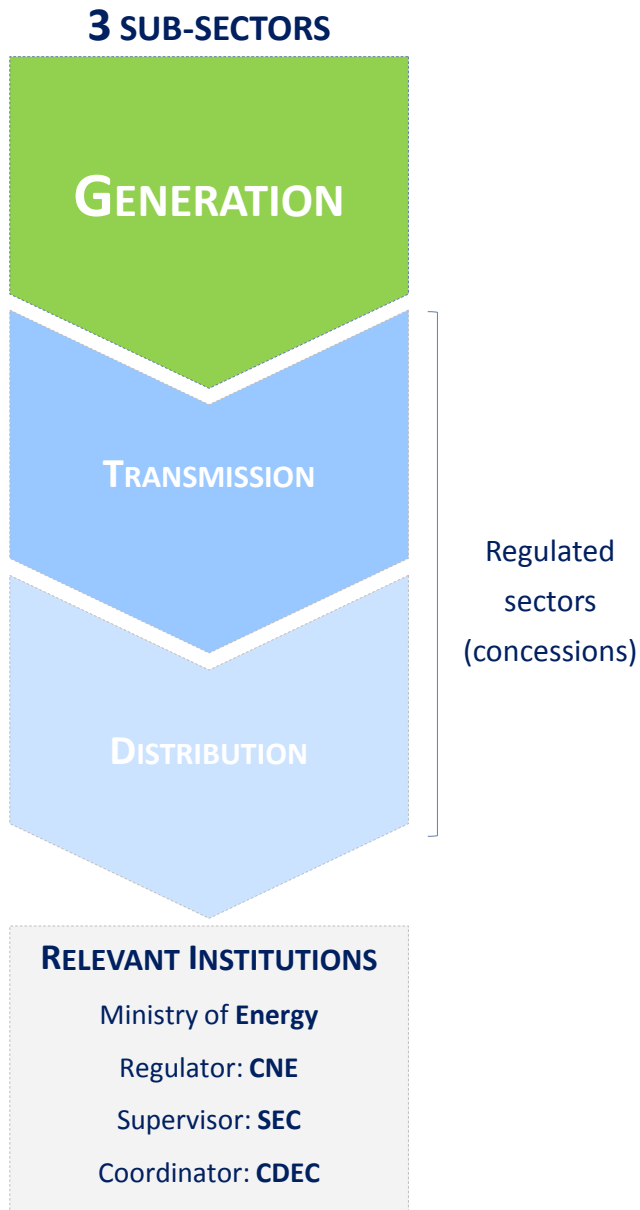 3 SUB-SECTORS
GENERATION
TRANSMISSION
Regulated
sectors
(concessions)
DISTRIBUTION
RELEVANT INSTITUTIONS
Ministry of Energy
Regulator: CNE
Supervisor: SEC
Coordinator: CDEC